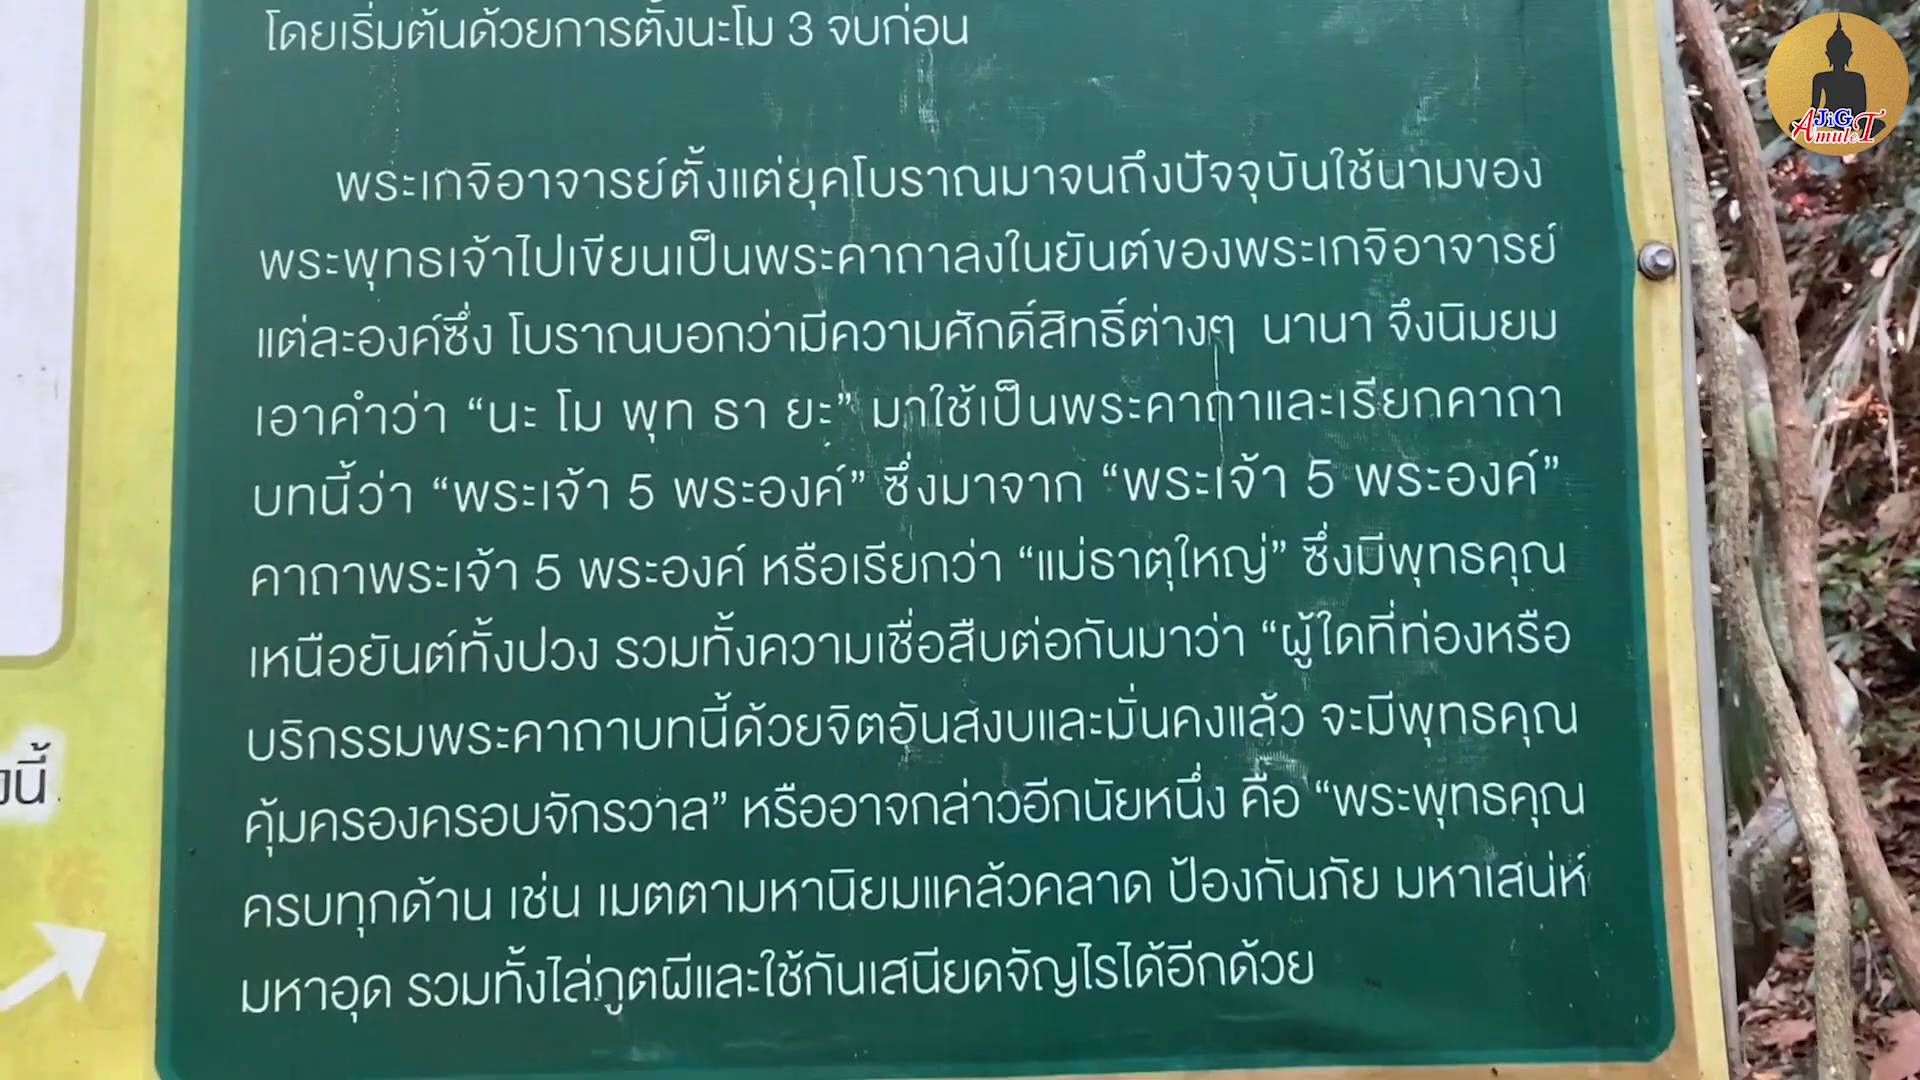 โดยเริ่มต้นด้วยการตั้งนะโม 3 จบก่อน
พระเกจิอาจารย์ตั้งแต่ยุคโบราณมาจนถึงปัจจุบันใช้นามของ
พระพุทธเจ้าไปเขียนเป็นพระคาถาลงในยันต์ของพระเกจิอาจารย์
แต่ละองค์ซึ่ง โบราณบอกว่ามีความศักดิ์สิทธิ์ต่างๆ นานา จึงนิมยม
เอาคำว่า “นะ โม พุท ธา ยะ” มาใช้เป็นพระคาถาและเรียกคาถา
บทนี้ว่า “พระเจ้า 5 พระองค์” ซึ่งมาจาก “พระเจ้า 5 พระองค์”
คาถาพระเจ้า 5 พระองค์ หรือเรียกว่า “แม่ธาตุใหญ่” ซึ่งมีพุทธคุณ
เหนือยันต์ทั้งปวง รวมทั้งความเชื่อสืบต่อกันมาว่า “ผู้ใดที่ท่องหรือ
บริกรรมพระคาถาบทนี้ด้วยจิตอันสงบและมั่นคงแล้ว จะมีพุทธคุณ
คุ้มครองครอบจักรวาล” หรืออาจกล่าวอีกนัยหนึ่ง คือ “พระพุทธคุณ
ครบทุกด้าน เช่น เมตตามหานิยมแคล้วคลาด ป้องกันภัย มหาเสน่ห์
มหาอุด รวมทั้งไล่ภูตผีและใช้กันเสนียดจัญไรได้อีกด้วย
JiG
AmuleT